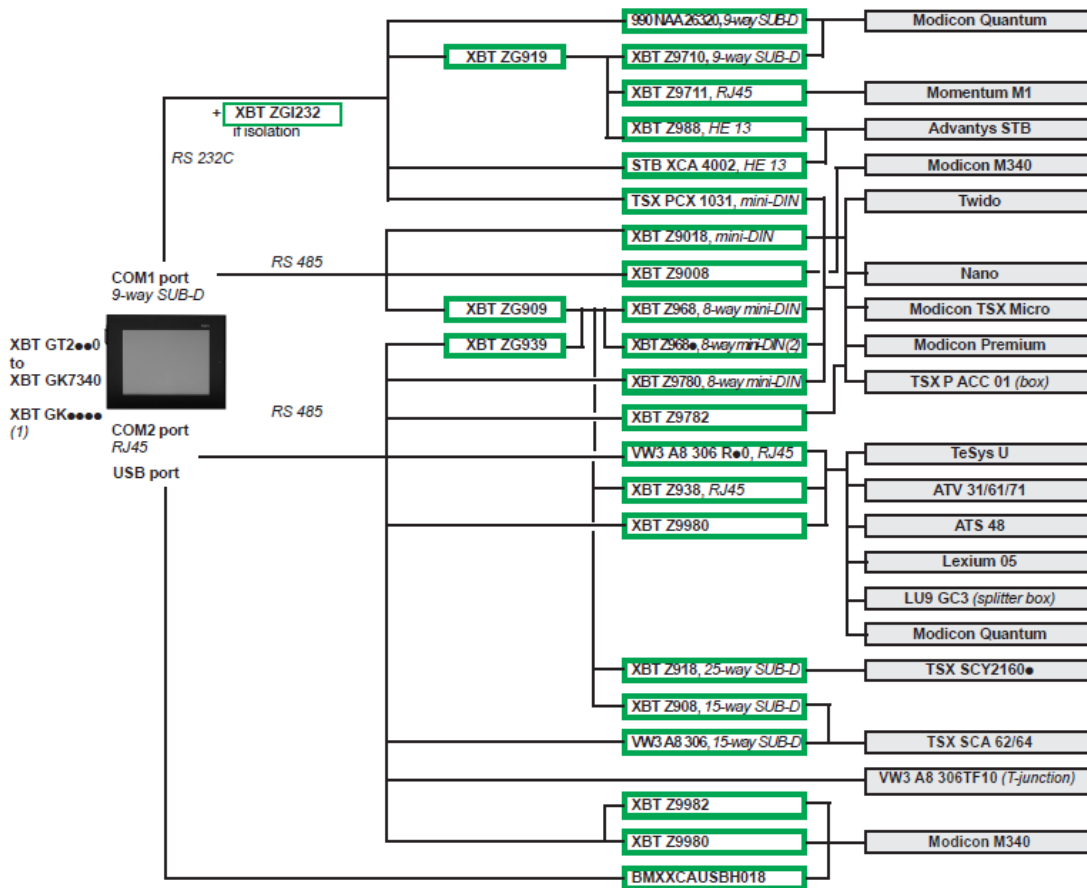 990 NAA 26320, 9-way SUB-D
Modicon Quantum
XBT ZG919
XBT Z9710, 9-way SUB-D
XBT Z9711, RJ45
Momentum M1
+ XBT ZGI232
if isolation
XBT Z988, HE 13
Advantys STB
RS 232C
STB XCA 4002, HE 13
Modicon M340
TSX PCX 1031, mini-DIN
Twido
XBT Z9018, mini-DIN
RS 485
COM1 port
9-way SUB-D
XBT Z9008
Nano
XBT ZG909
XBT Z968, 8-way mini-DIN
Modicon TSX Micro
XBT GT2●●0
to
XBT GK7340
XBT ZG939
XBT Z968●, 8-way mini-DIN(2)
Modicon Premium
XBT Z9780, 8-way mini-DIN
TSX P ACC 01 (box)
XBT GK●●●●
(1)
RS 485
XBT Z9782
COM2 port
RJ45
USB port
VW3 A8 306 R●0, RJ45
TeSys U
XBT Z938, RJ45
ATV 31/61/71
XBT Z9980
ATS 48
Lexium 05
LU9 GC3 (splitter box)
Modicon Quantum
XBT Z918, 25-way SUB-D
TSX SCY2160●
XBT Z908, 15-way SUB-D
VW3 A8 306, 15-way SUB-D
TSX SCA 62/64
VW3 A8 306TF10 (T-junction)
XBT Z9982
XBT Z9980
Modicon M340
BMXXCAUSBH018